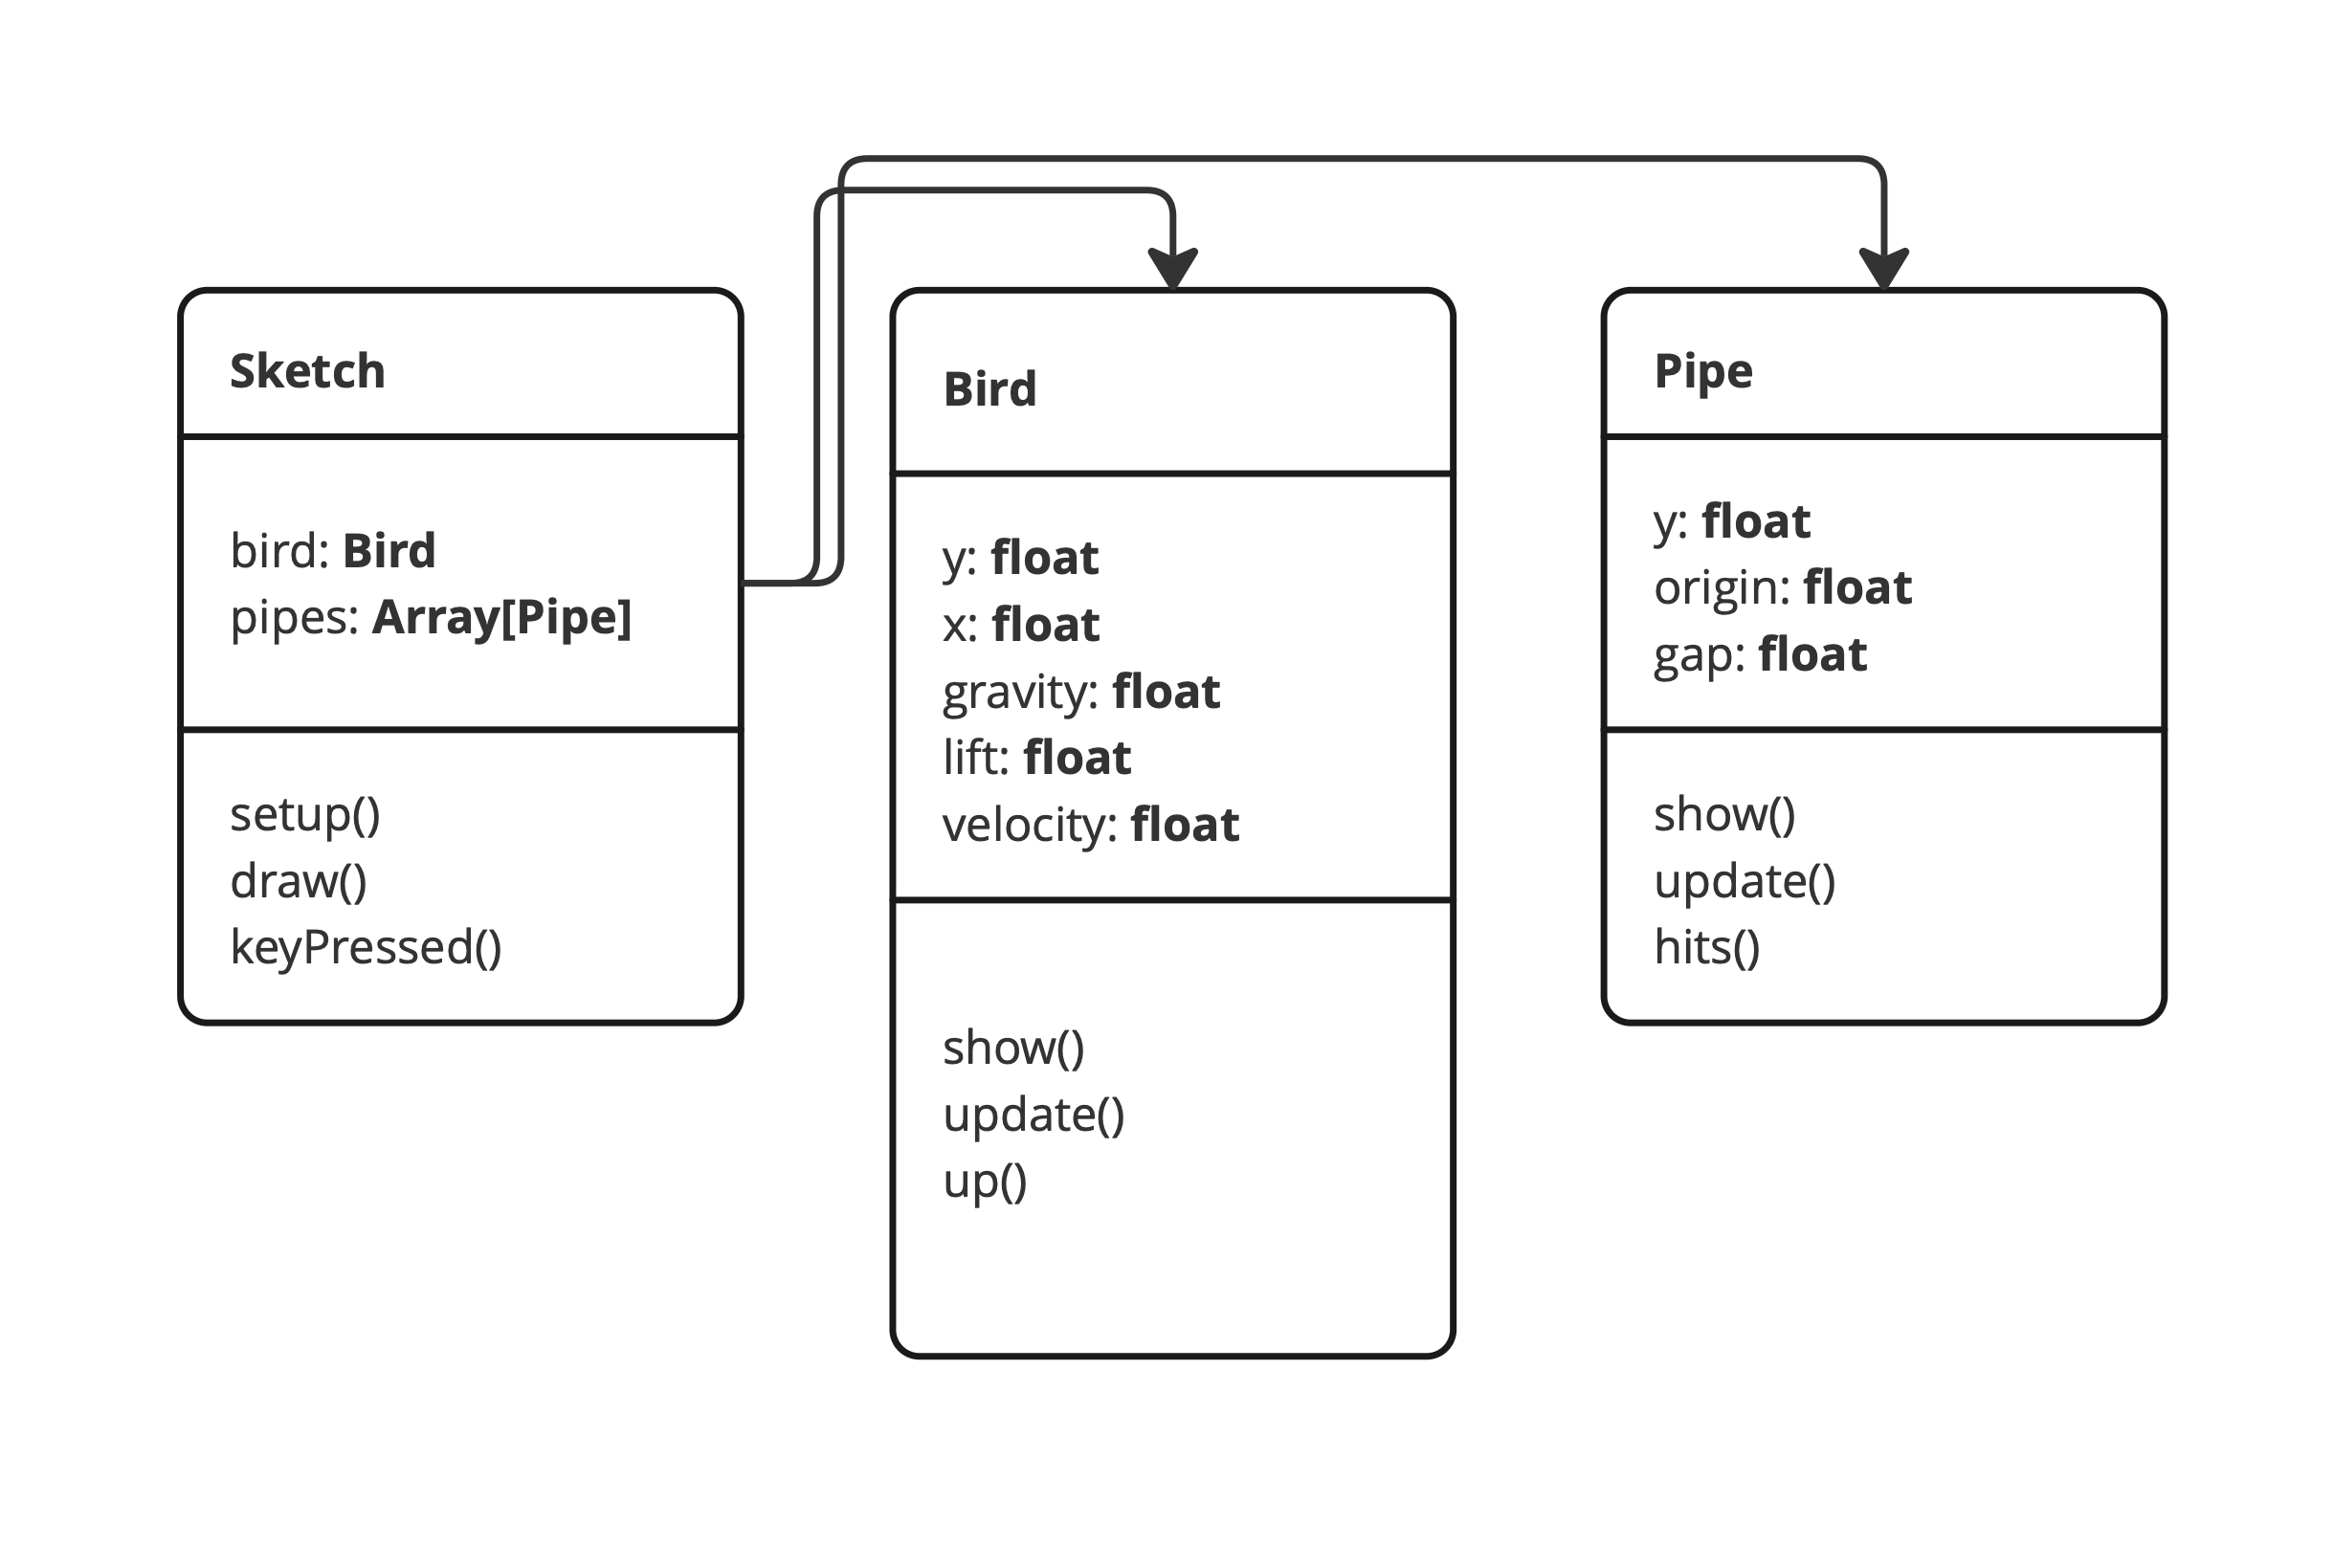 Sketch
bird: Bird
pipes: Array[Pipe]
setup()
draw()
keyPressed()
Bird
y: float
x: float
gravity: float
lift: float
velocity: float
show()
update()
up()
Pipe
y: float
origin: float
gap: float
show()
update()
hits()